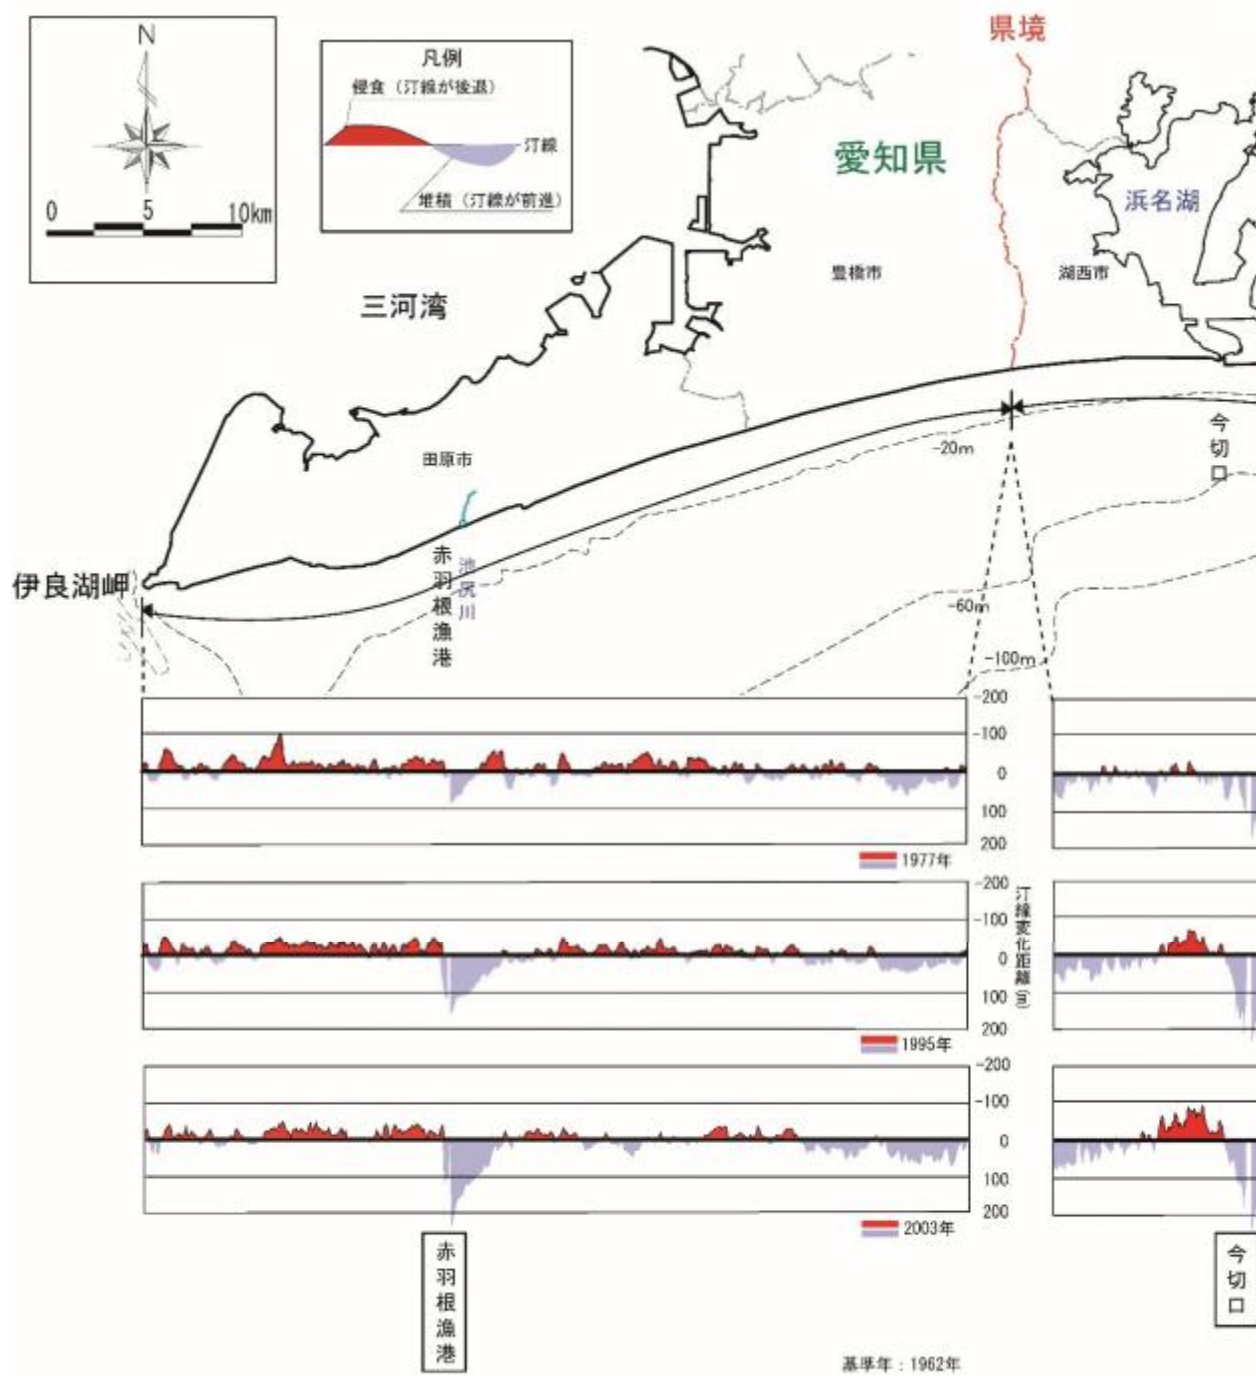 N
0 5 10km
凡例
侵食（汀線が後退）
汀線
堆積（汀線が前進）
県境
愛知県
浜名湖
豊橋市
湖西市
三河湾
田原市
伊良湖岬
赤羽根漁港
池尻川
今切口
-20m
-60m
-100m
-200
-100
0
100
200
1977年
-200
-100
0
100
200
汀線変化距離(m)
1995年
-200
-100
0
100
200
2003年
赤羽根漁港
今切口
基準年：1962年